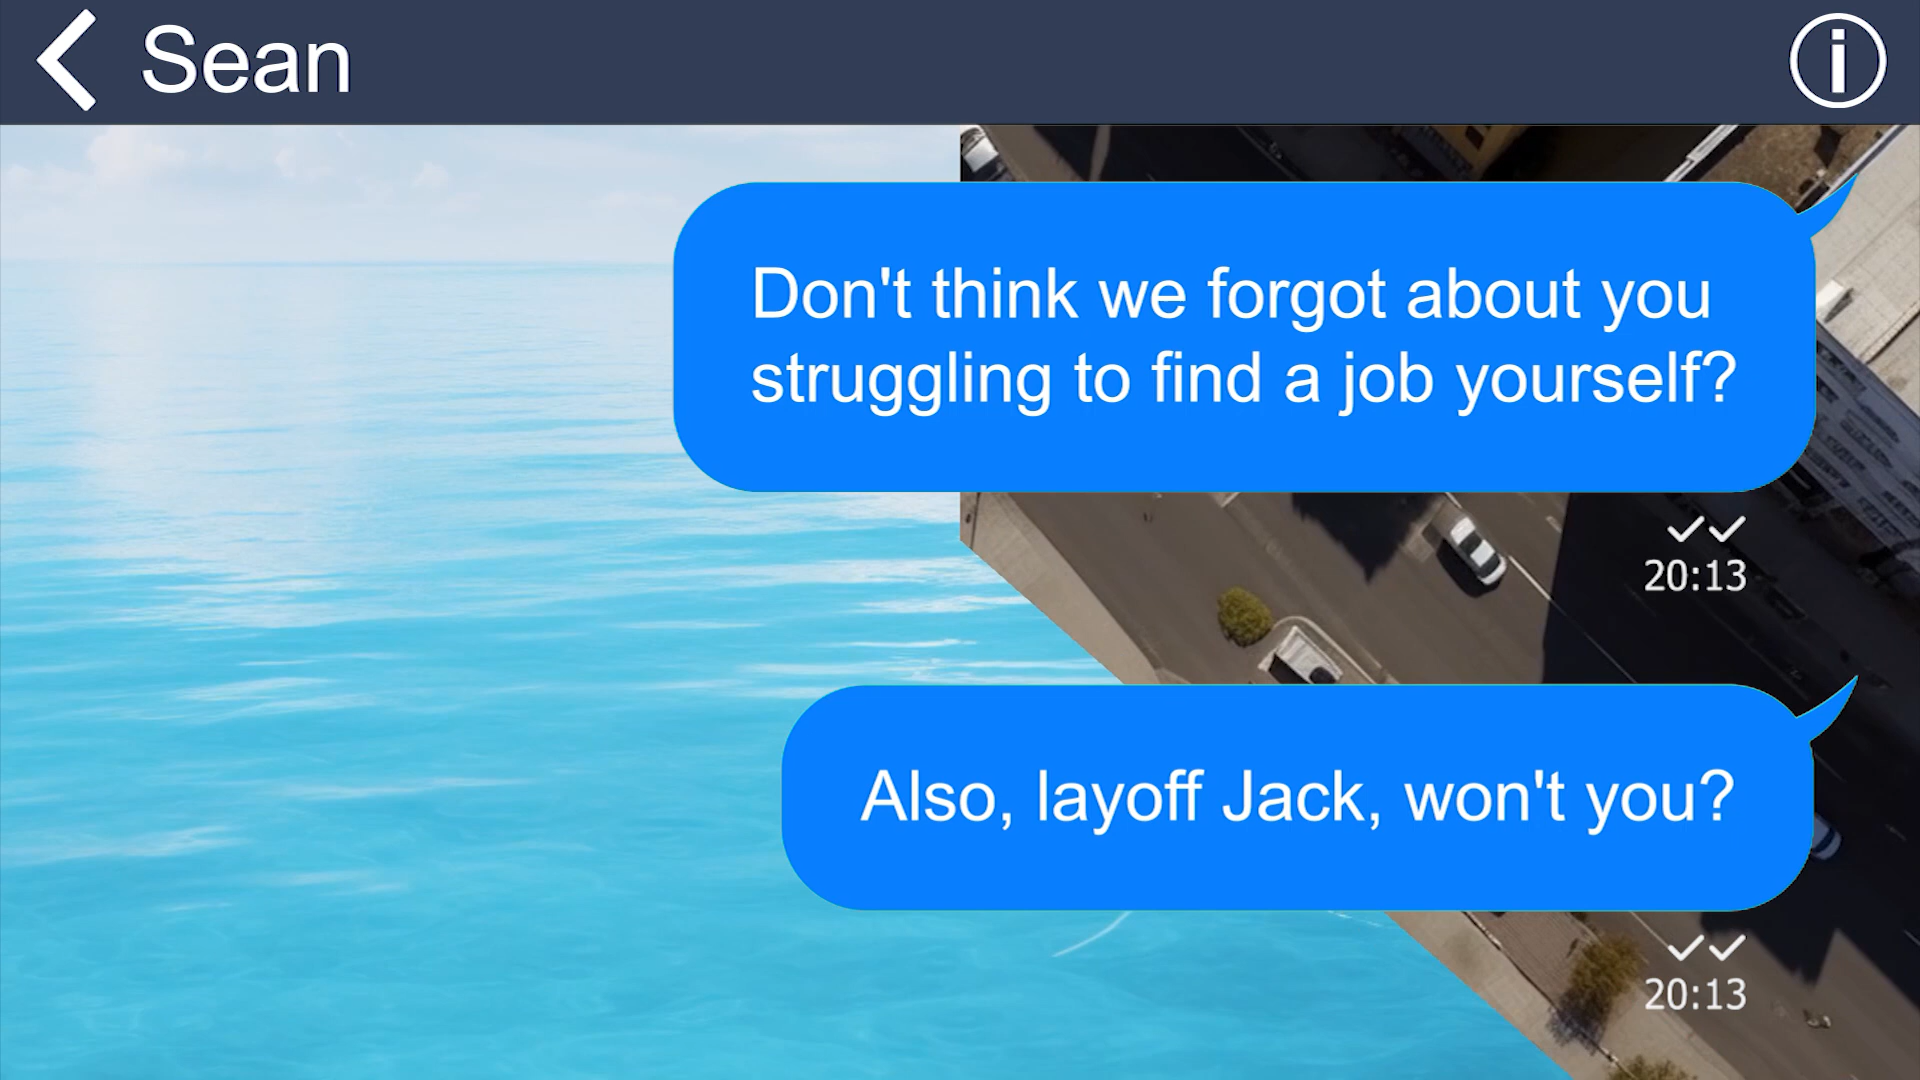 Sean
Don't think we forgot about you
struggling to find a job yourself?
20:13
Also, layoff Jack, won't you?
20:13